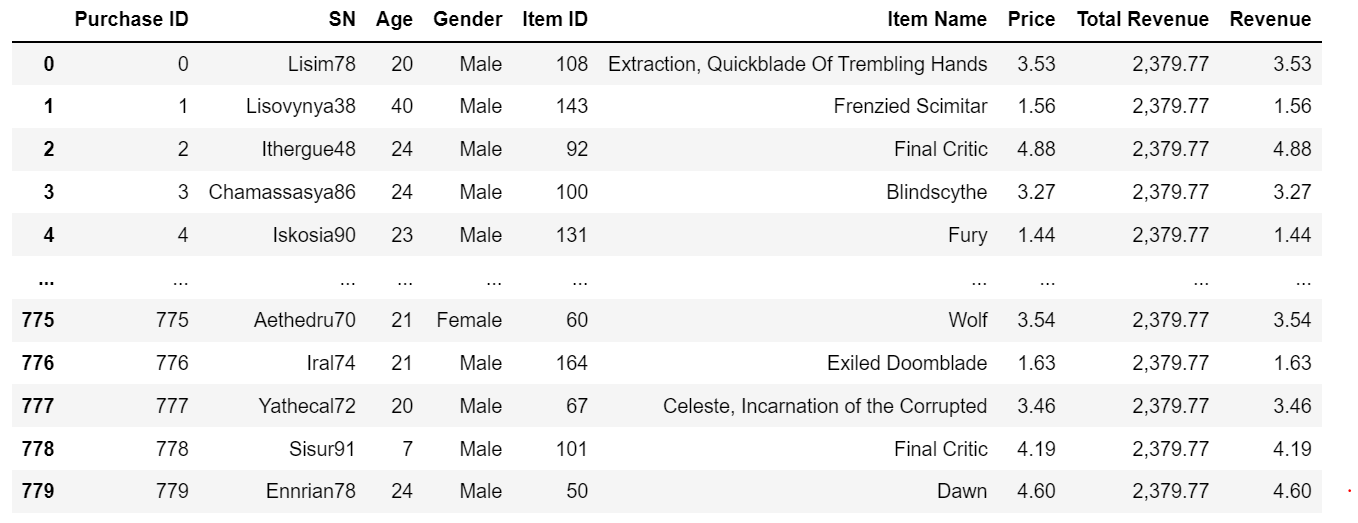 Purchase ID SN Age Gender Item ID Item Name Price Total Revenue Revenue
0 0 Lisim78 20 Male 108 Extraction, Quickblade Of Trembling Hands 3.53 2,379.77 3.53
1 1 Lisovynya38 40 Male 143 Frenzied Scimitar 1.56 2,379.77 1.56
2 2 Ithergue48 24 Male 92 Final Critic 4.88 2,379.77 4.88
3 3 Chamassasya86 24 Male 100 Blindscythe 3.27 2,379.77 3.27
4 4 Iskosia90 23 Male 131 Fury 1.44 2,379.77 1.44
... ... ... ... ... ... ... ... ... ...
775 775 Aethedru70 21 Female 60 Wolf 3.54 2,379.77 3.54
776 776 Iral74 21 Male 164 Exiled Doomblade 1.63 2,379.77 1.63
777 777 Yathecal72 20 Male 67 Celeste, Incarnation of the Corrupted 3.46 2,379.77 3.46
778 778 Sisur91 7 Male 101 Final Critic 4.19 2,379.77 4.19
779 779 Ennrian78 24 Male 50 Dawn 4.60 2,379.77 4.60